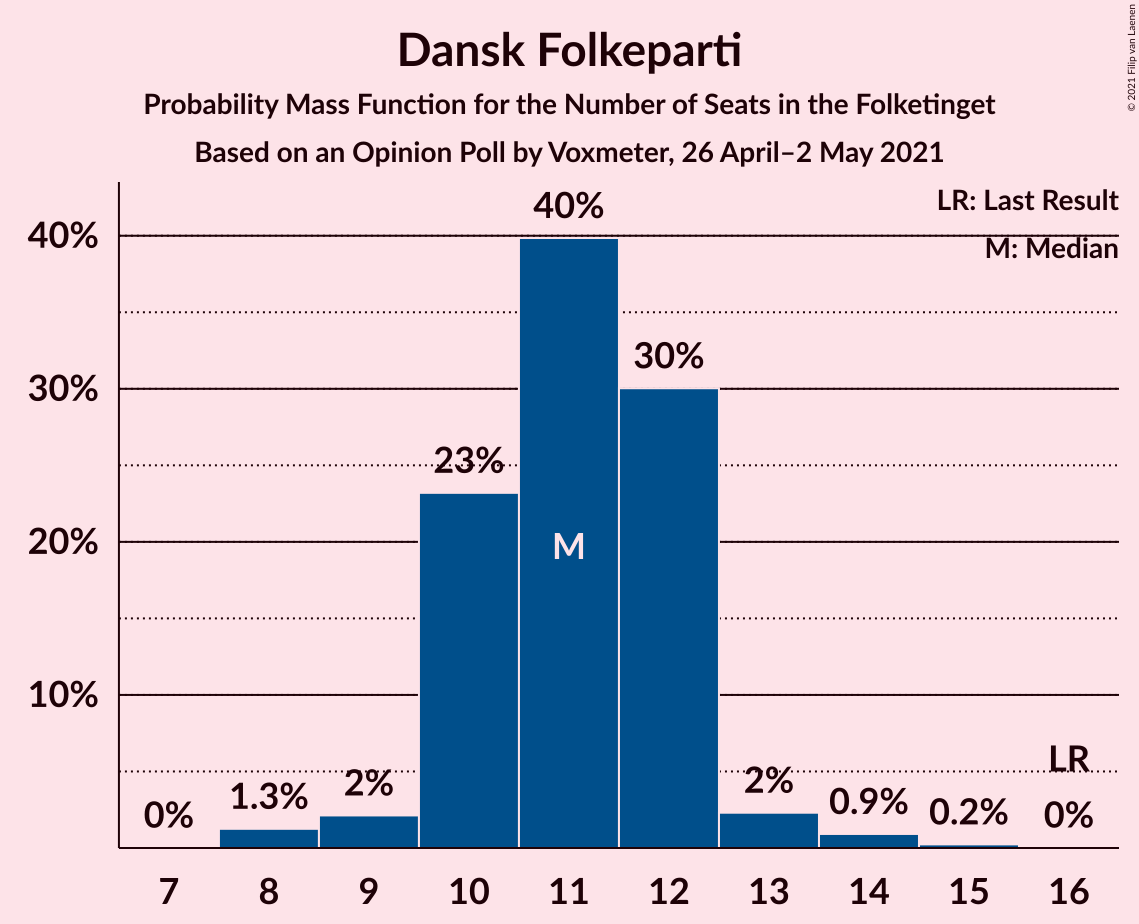 Dansk Folkeparti
Probability Mass Function for the Number of Seats in the Folketinget
Based on an Opinion Poll by Voxmeter, 26 April–2 May 2021
© 2021 Filip van Laenen
LR: Last Result
M: Median
40%
30%
20%
10%
0%
1.3%
2%
23%
40%
M
30%
2%
0.9%
0.2%
LR
0%
7 8 9 10 11 12 13 14 15 16